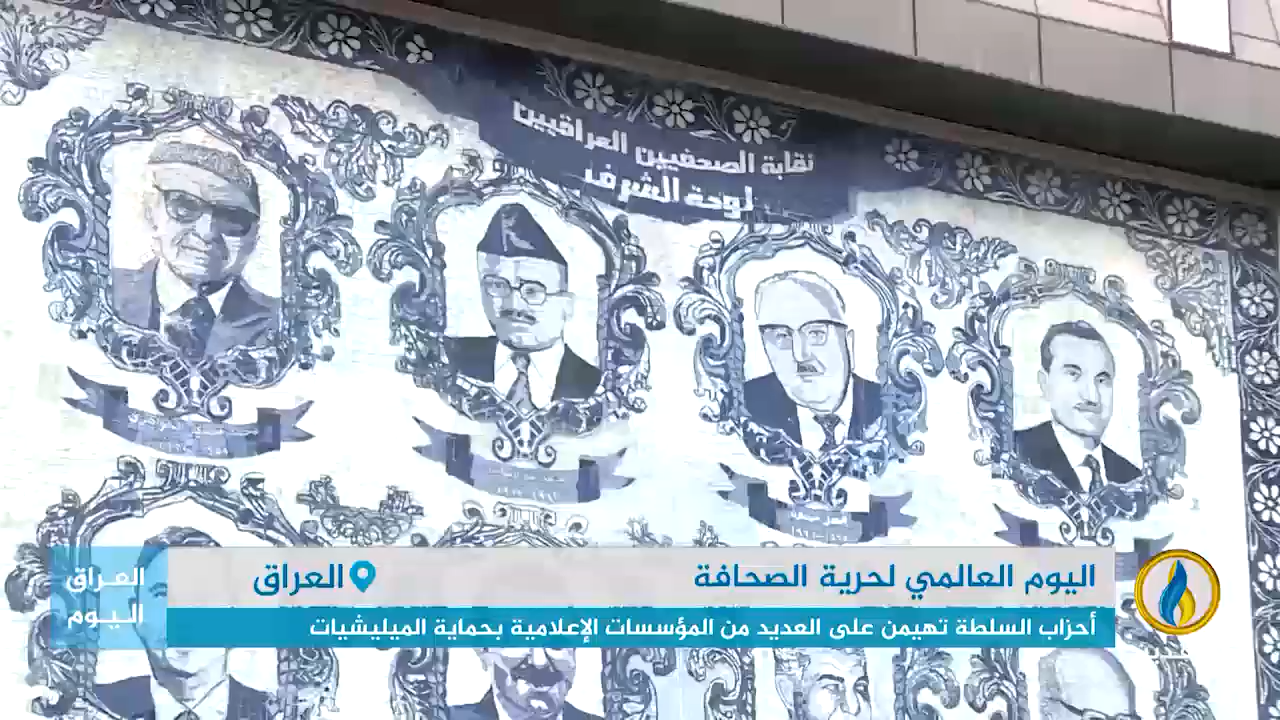 نقابة الصحفيين العراقيين
لوحة الشرف
اليوم العالمي لحرية الصحافة
العراق
أحزاب السلطة تهيمن على العديد من المؤسسات الإعلامية بحماية الميليشيات
العراق
اليوم